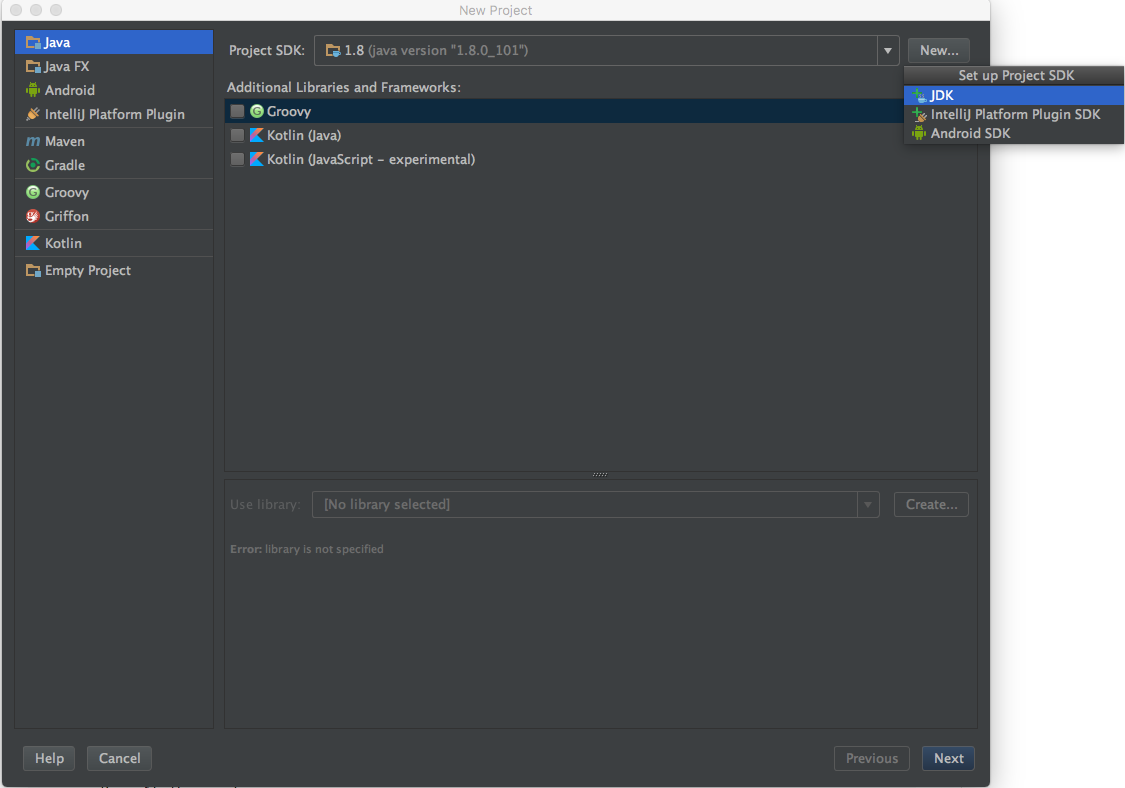 New Project
Java
Java FX
Android
IntelliJ Platform Plugin
Maven
Gradle
Groovy
Griffon
Kotlin
Empty Project
Project SDK: 1.8 (java version "1.8.0_101") New...
Set up Project SDK
JDK
IntelliJ Platform Plugin SDK
Android SDK
Additional Libraries and Frameworks:
Groovy
Kotlin (Java)
Kotlin (JavaScript – experimental)
Use library: [No library selected] Create...
Error: library is not specified
Help Cancel Previous Next